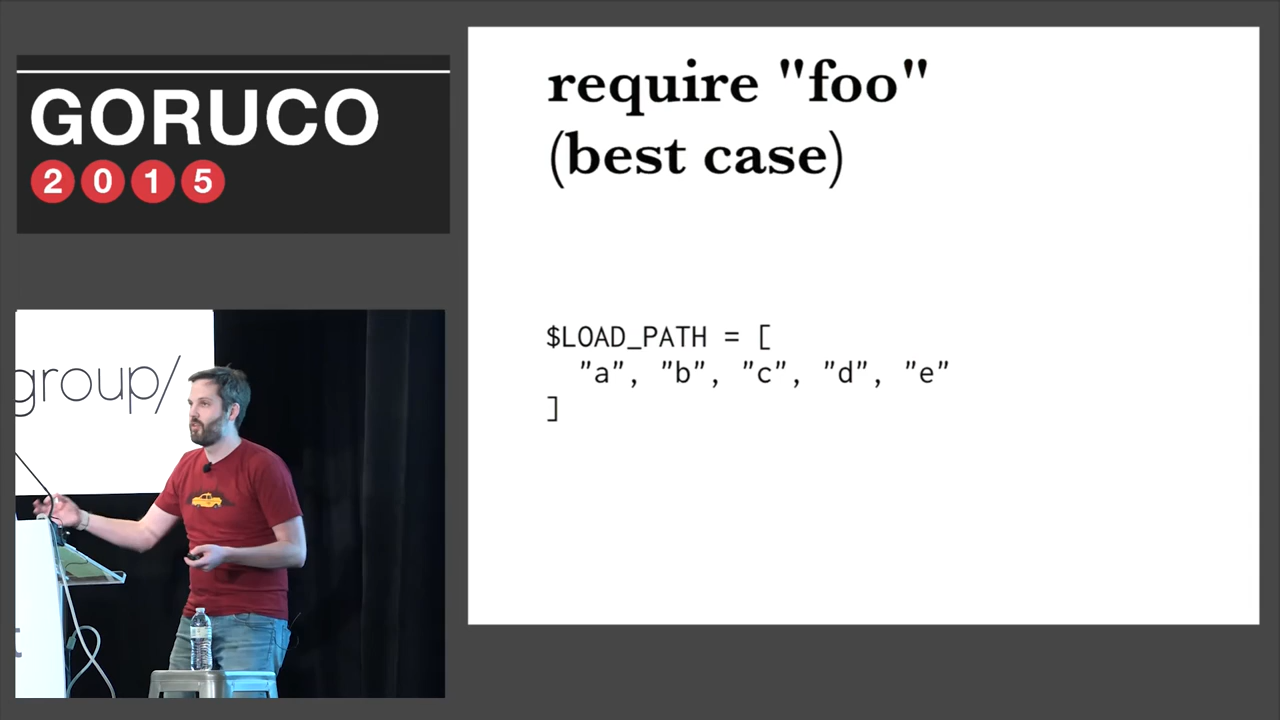 GORUCO
2015
require "foo"
(best case)
$LOAD_PATH = [
"a", "b", "c", "d", "e"
]
group/
t